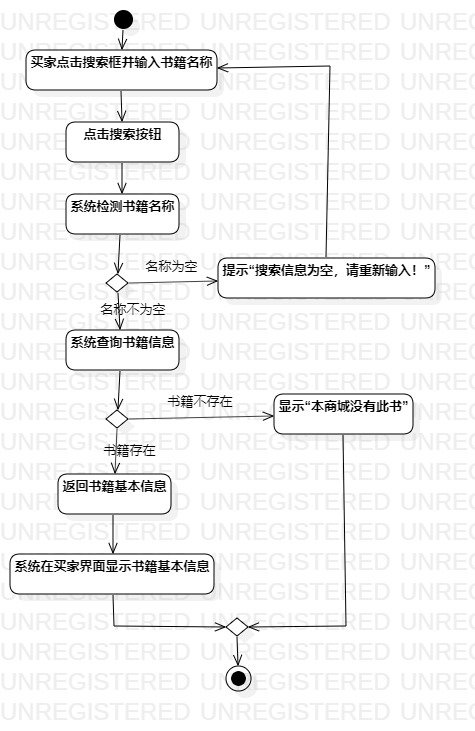 UNREGISTERED UNREGISTERED UNREGISTERED
买家点击搜索框并输入书籍名称
点击搜索按钮
系统检测书籍名称
名称为空
提示“搜索信息为空，请重新输入！”
名称不为空
系统查询书籍信息
书籍不存在
显示“本商城没有此书”
书籍存在
返回书籍基本信息
系统在买家界面显示书籍基本信息